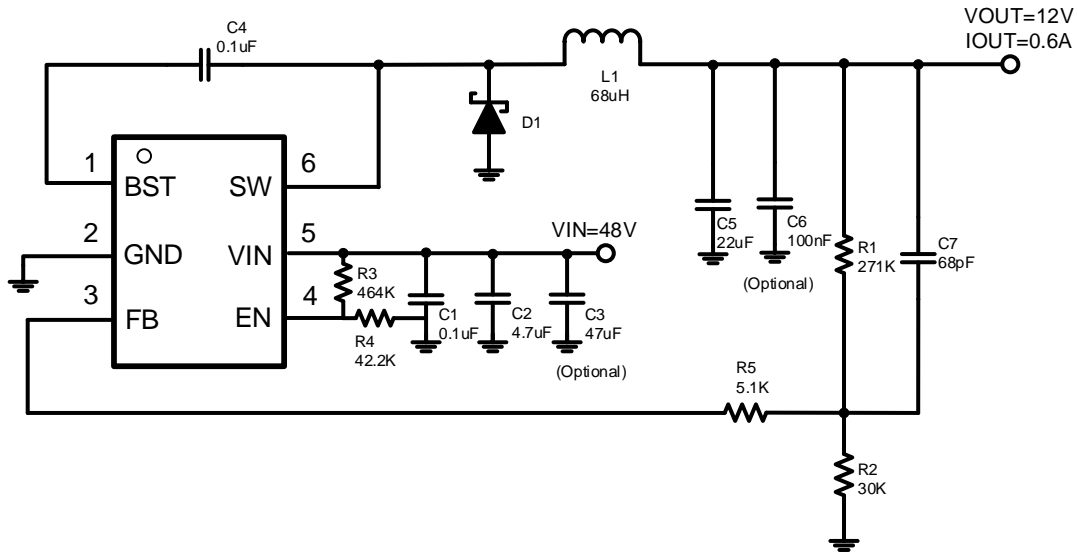 VOUT=12V
IOUT=0.6A
C4
0.1uF
L1
68uH
D1
1
BST
SW
6
2
GND
VIN
5
VIN=48V
3
FB
EN
4
R3
464K
R4
42.2K
C1
0.1uF
C2
4.7uF
C3
47uF
(Optional)
C5
22uF
C6
100nF
(Optional)
R1
271K
C7
68pF
R5
5.1K
R2
30K